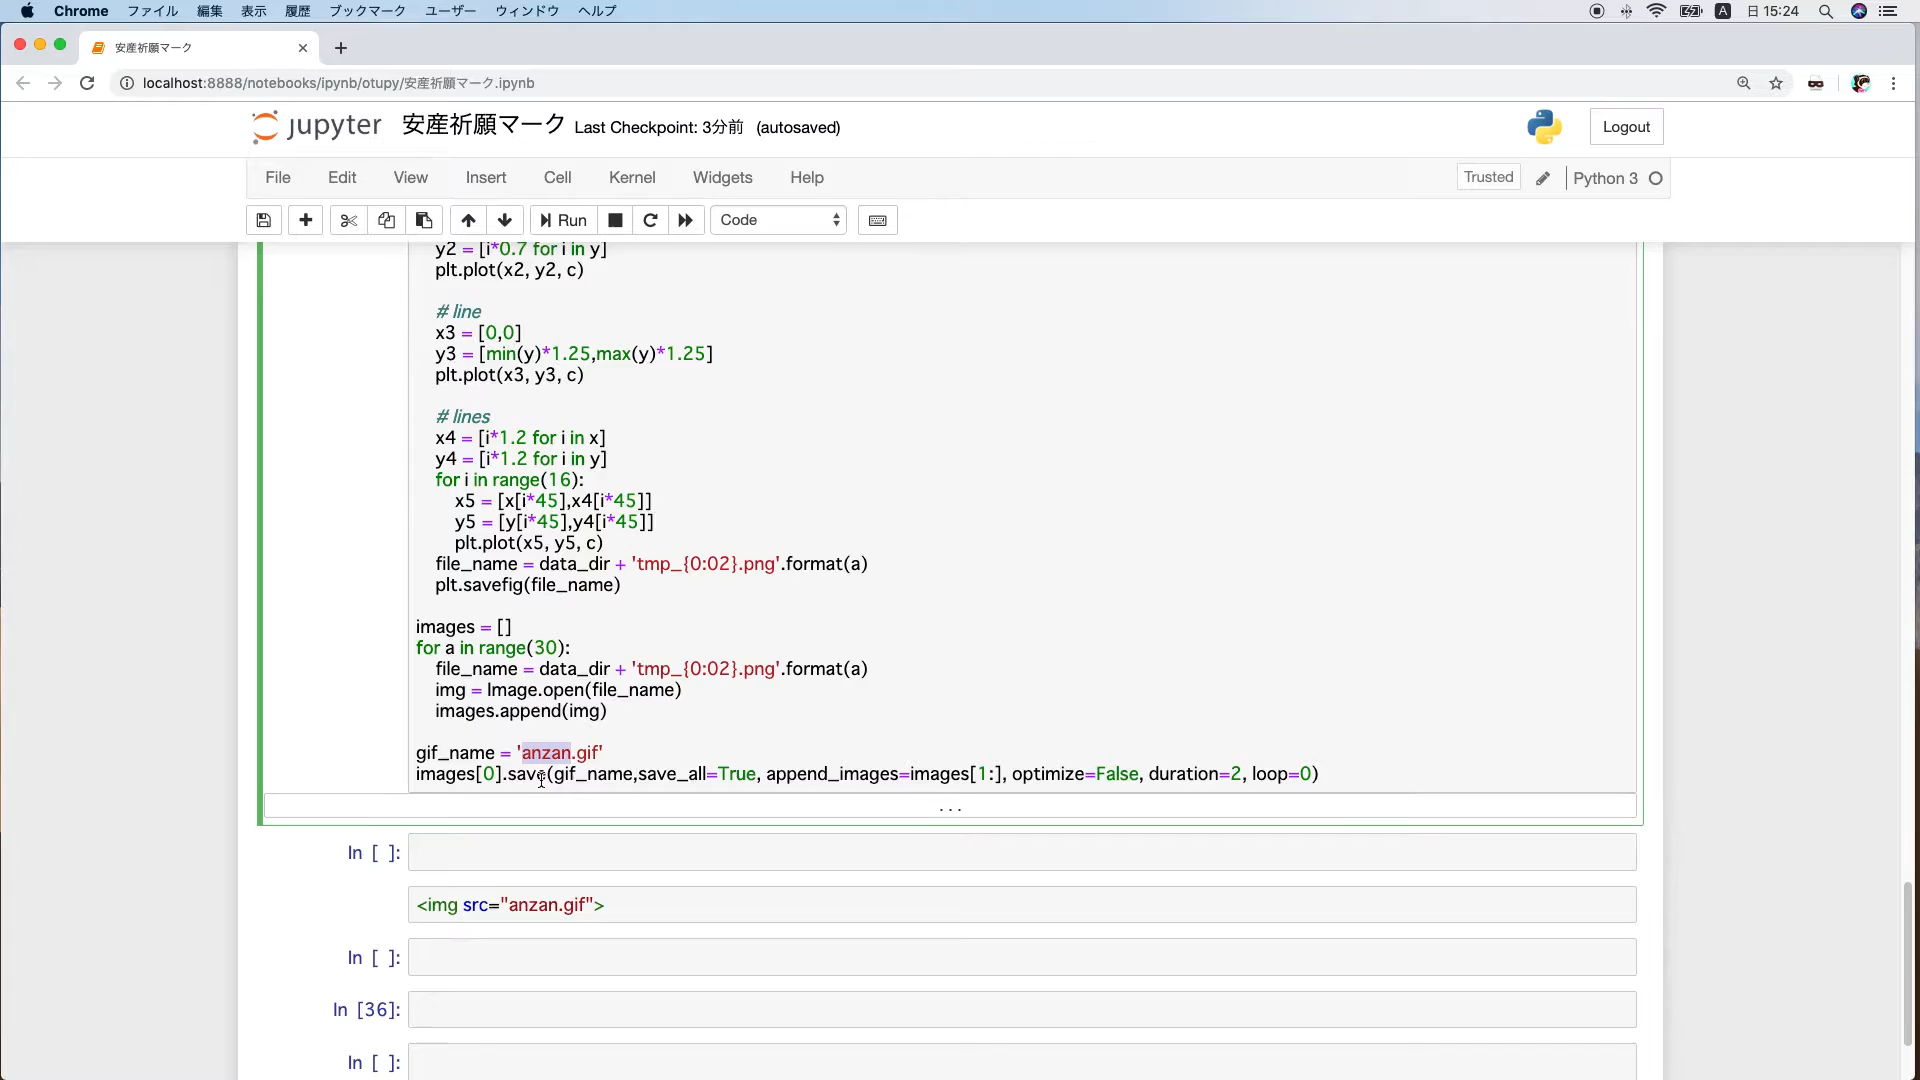 Chrome ファイル 編集 表示 履歴 ブックマーク ユーザー ウィンドウ ヘルプ A 日 15:24
安産祈願マーク
localhost:8888/notebooks/ipynb/otupy/安産祈願マーク.ipynb
jupyter 安産祈願マーク Last Checkpoint: 3分前 (autosaved) Logout
File Edit View Insert Cell Kernel Widgets Help Trusted Python 3
Run Code
y2 = [i*0.7 for i in y]
plt.plot(x2, y2, c)
# line
x3 = [0,0]
y3 = [min(y)*1.25,max(y)*1.25]
plt.plot(x3, y3, c)
# lines
x4 = [i*1.2 for i in x]
y4 = [i*1.2 for i in y]
for i in range(16):
x5 = [x[i*45],x4[i*45]]
y5 = [y[i*45],y4[i*45]]
plt.plot(x5, y5, c)
file_name = data_dir + 'tmp_{0:02}.png'.format(a)
plt.savefig(file_name)
images = []
for a in range(30):
file_name = data_dir + 'tmp_{0:02}.png'.format(a)
img = Image.open(file_name)
images.append(img)
gif_name = 'anzan.gif'
images[0].save(gif_name,save_all=True, append_images=images[1:], optimize=False, duration=2, loop=0)
...
In [ ]:
<img src="anzan.gif">
In [ ]:
In [36]:
In [ ]: